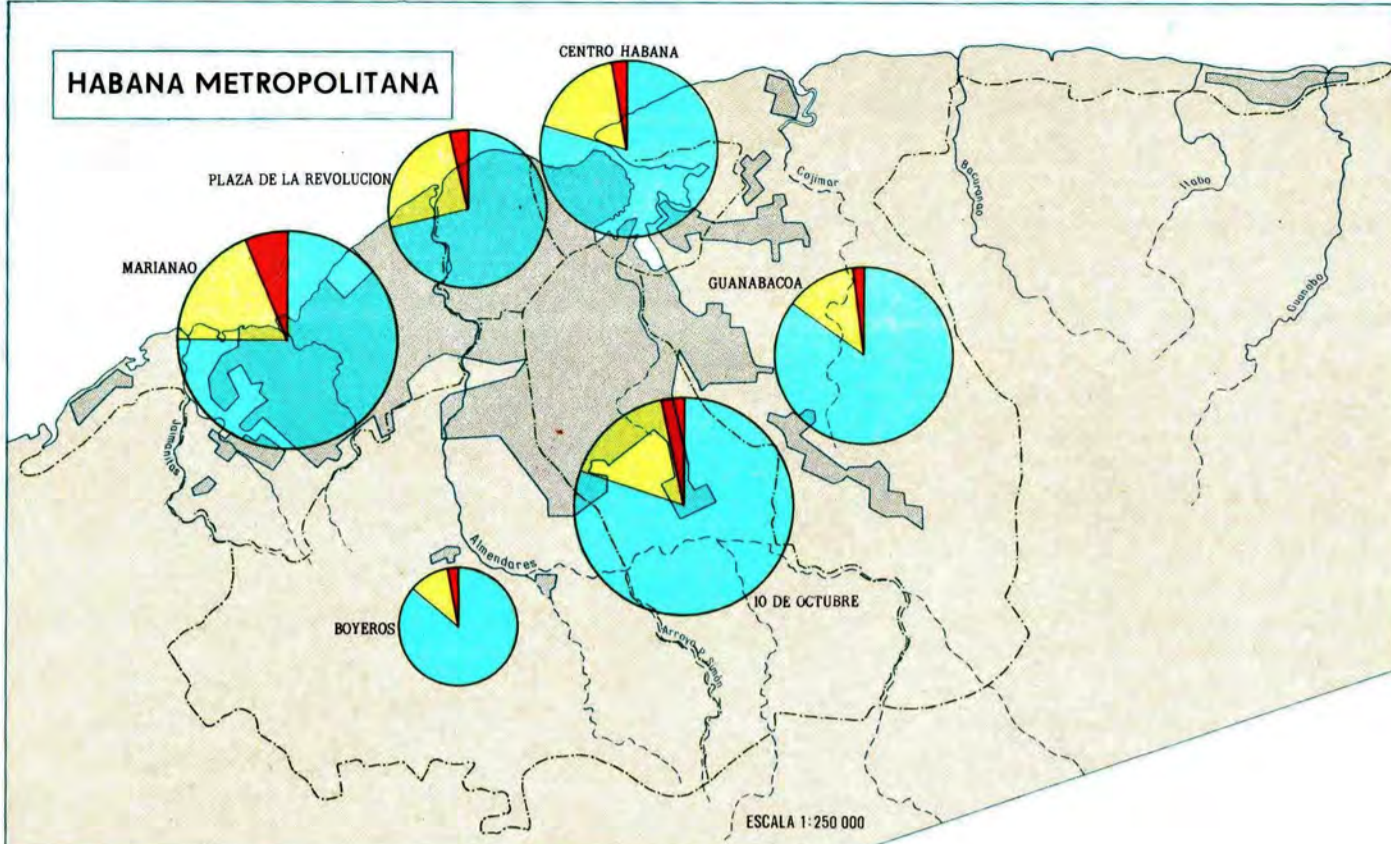 HABANA METROPOLITANA
CENTRO HABANA
PLAZA DE LA REVOLUCION
MARIANAO
GUANABACOA
Cojimar
Bacuranao
Itabo
Guanabo
Jaimanitas
Almendares
BOYEROS
10 DE OCTUBRE
Arroyo P. Simón
ESCALA 1:250 000